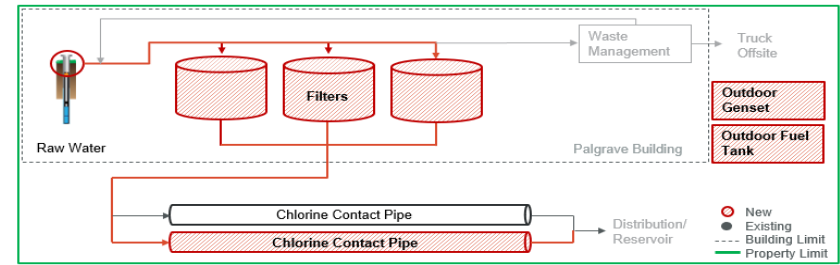 Waste
Management
Truck
Offsite
Filters
Outdoor
Genset
Outdoor Fuel
Tank
Raw Water
Palgrave Building
Chlorine Contact Pipe
Chlorine Contact Pipe
Distribution/
Reservoir
New
Existing
Building Limit
Property Limit